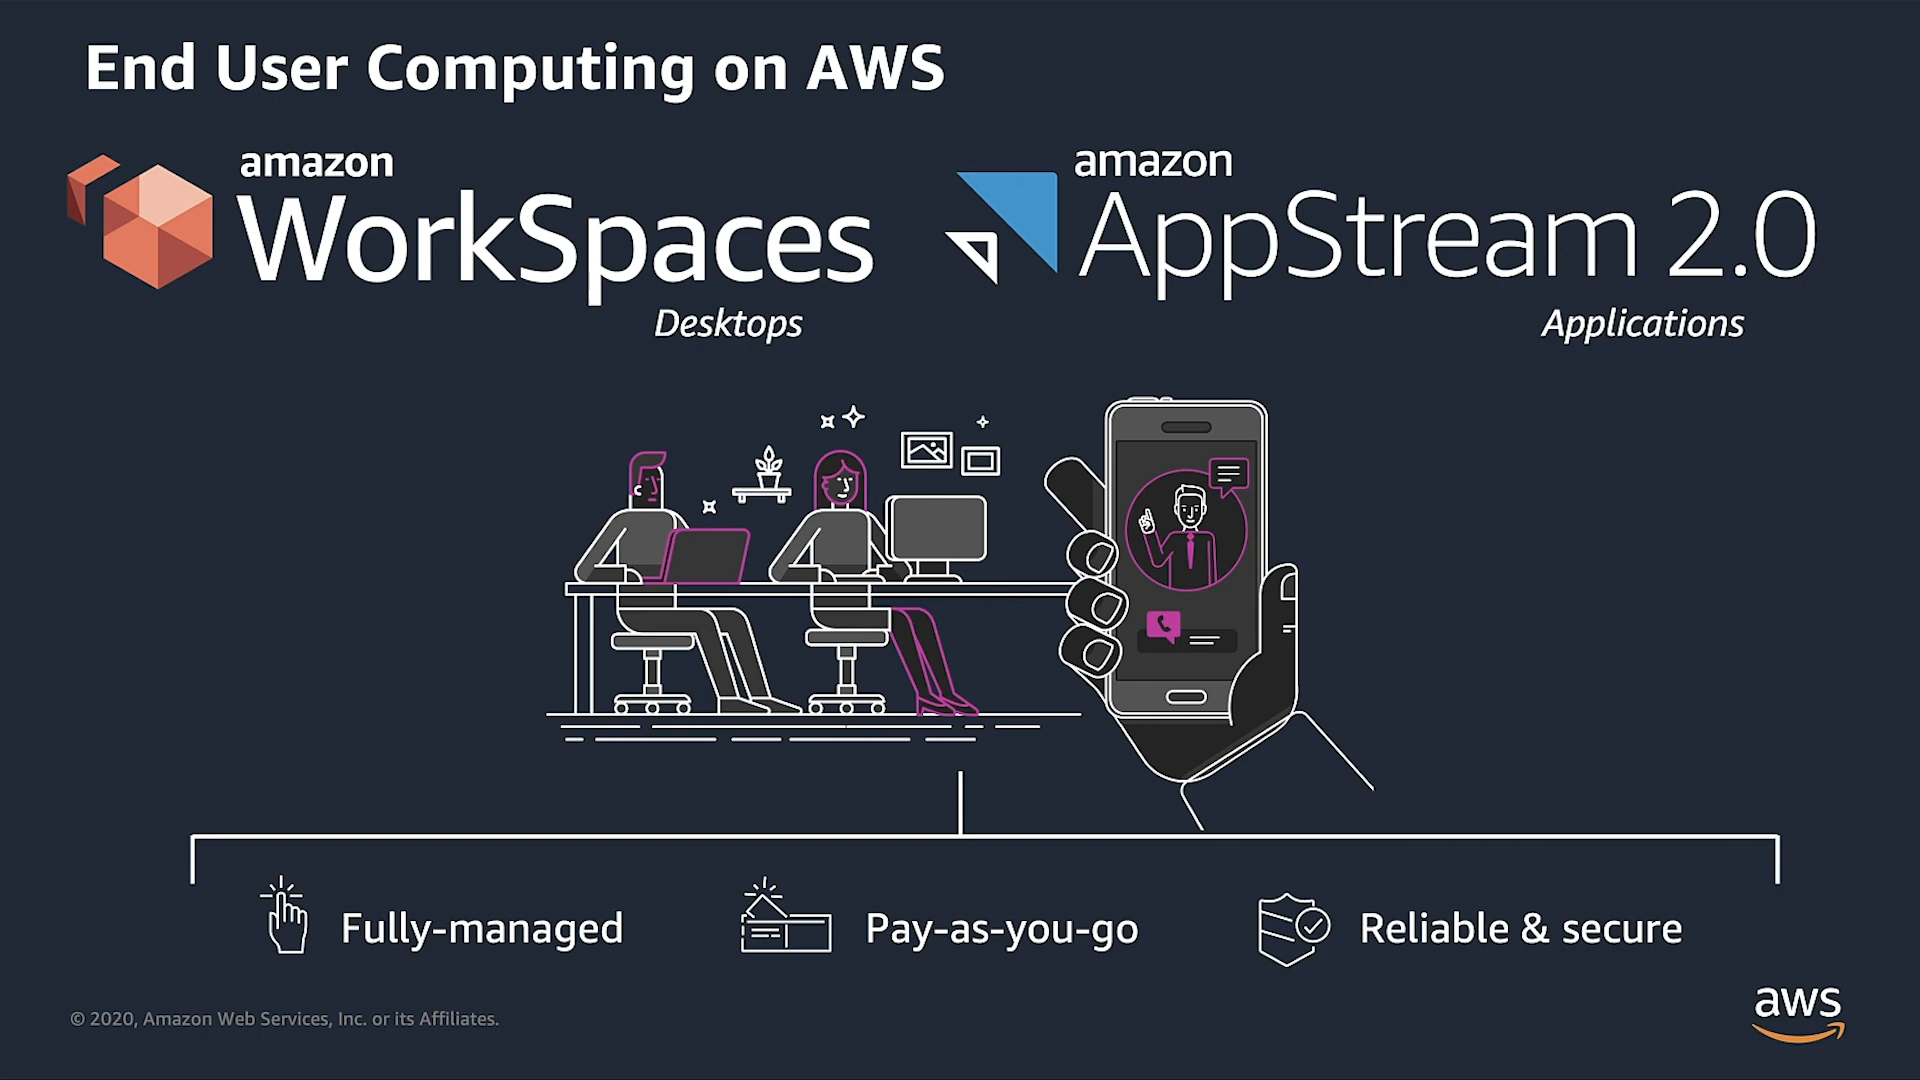 End User Computing on AWS
amazon
WorkSpaces
Desktops
amazon
AppStream 2.0
Applications
Fully-managed
Pay-as-you-go
Reliable & secure
© 2020, Amazon Web Services, Inc. or its Affiliates.
aws